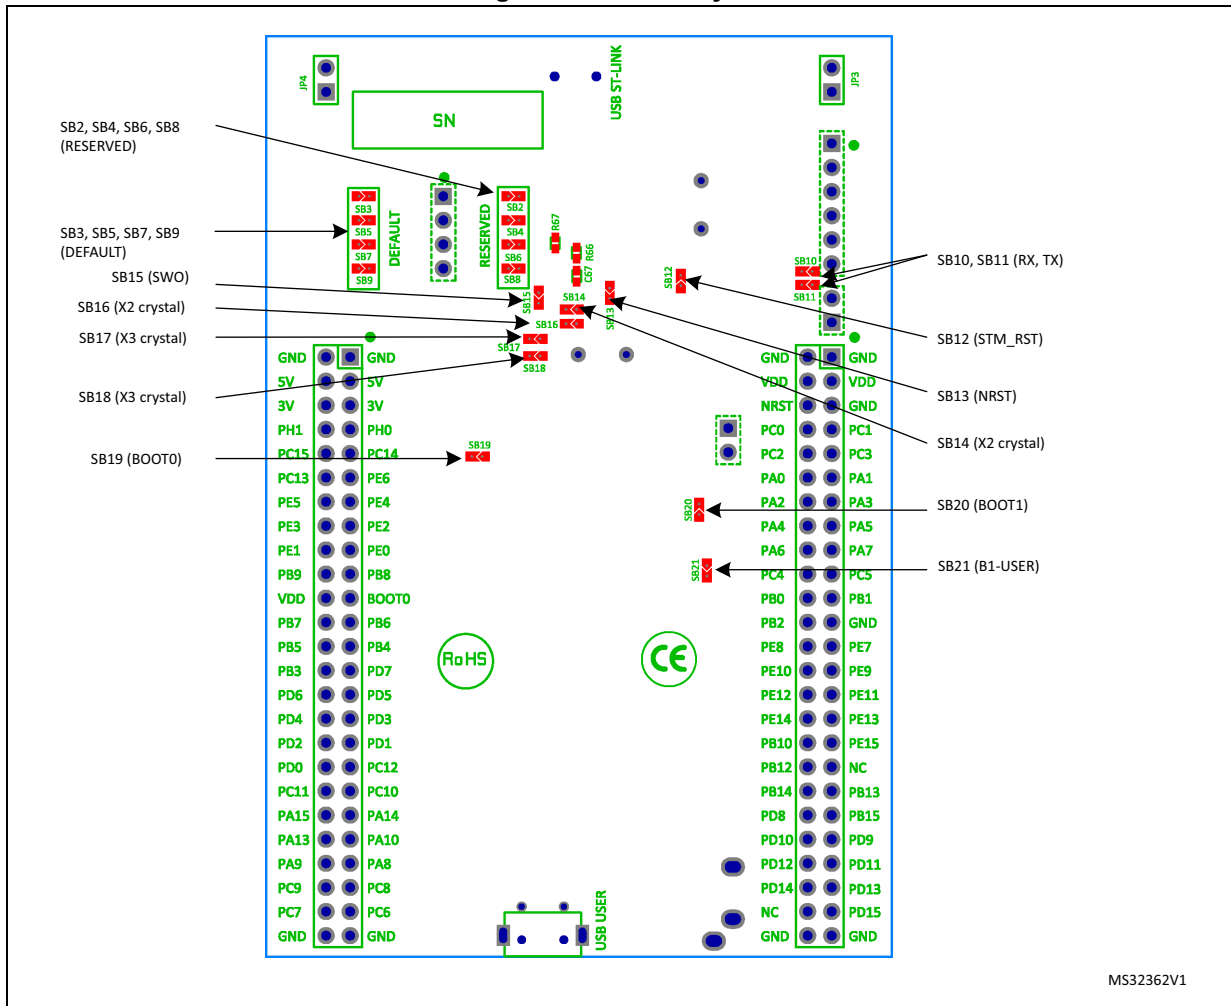 JP4
USB ST-LINK
JP3
SN
SB2, SB4, SB6, SB8
(RESERVED)
SB3, SB5, SB7, SB9
(DEFAULT)
SB15 (SWO)
SB16 (X2 crystal)
SB17 (X3 crystal)
SB18 (X3 crystal)
SB19 (BOOT0)
SB3
SB5
SB7
SB9
DEFAULT
RESERVED
SB2
SB4
SB6
SB8
R67
R66
C67
SB15
SB14
SB16
SB13
SB17
SB18
SB12
SB10
SB11
SB19
SB20
SB21
SB10, SB11 (RX, TX)
SB12 (STM_RST)
SB13 (NRST)
SB14 (X2 crystal)
SB20 (BOOT1)
SB21 (B1-USER)
GND GND GND GND
5V 5V VDD VDD
3V 3V NRST GND
PH1 PH0 PC0 PC1
PC15 PC14 PC2 PC3
PC13 PE6 PA0 PA1
PE5 PE4 PA2 PA3
PE3 PE2 PA4 PA5
PE1 PE0 PA6 PA7
PB9 PB8 PC4 PC5
VDD BOOT0 PB0 PB1
PB7 PB6 PB2 GND
PB5 PB4 PE8 PE7
PB3 PD7 PE10 PE9
PD6 PD5 PE12 PE11
PD4 PD3 PE14 PE13
PD2 PD1 PB10 PE15
PD0 PC12 PB12 NC
PC11 PC10 PB14 PB13
PA15 PA14 PD8 PB15
PA13 PA10 PD10 PD9
PA9 PA8 PD12 PD11
PC9 PC8 PD14 PD13
PC7 PC6 NC PD15
GND GND GND GND
RoHS
CE
USB USER
MS32362V1